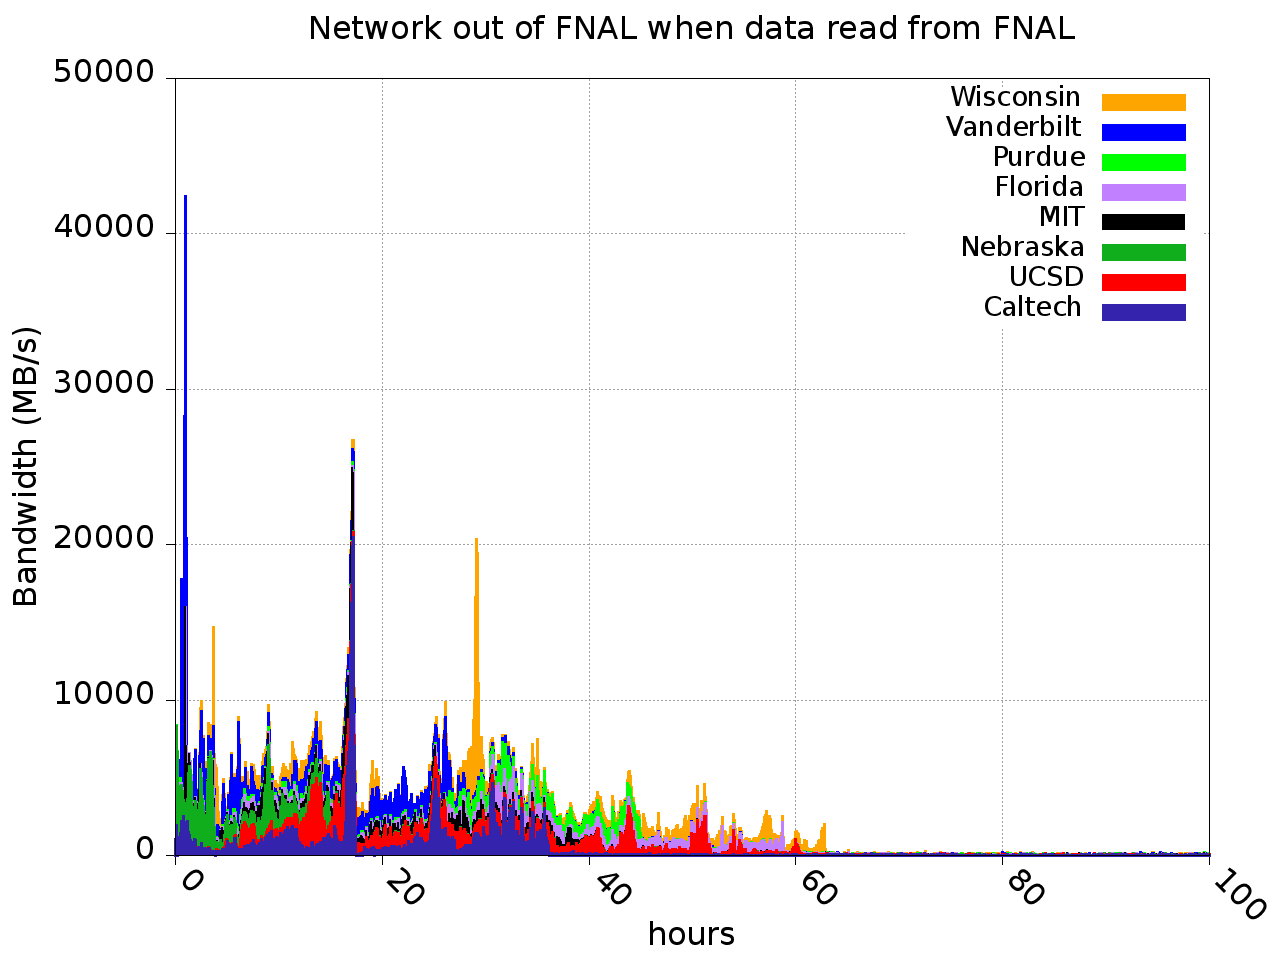 Network out of FNAL when data read from FNAL
50000
40000
30000
20000
10000
0
Bandwidth (MB/s)
Wisconsin
Vanderbilt
Purdue
Florida
MIT
Nebraska
UCSD
Caltech
0 20 40 60 80 100
hours